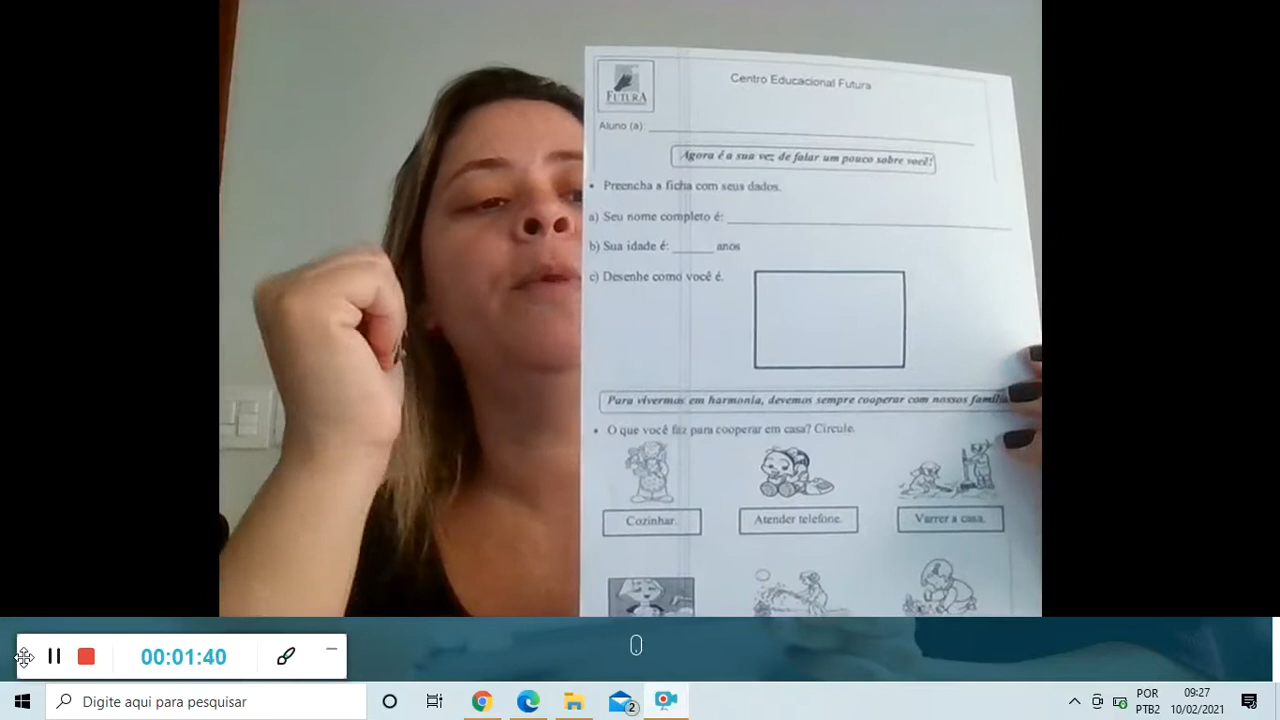 Centro Educacional Futura
FUTURA
Aluno (a):
Agora é a sua vez de falar um pouco sobre você!
Preencha a ficha com seus dados.
a) Seu nome completo é:
b) Sua idade é: ______ anos
c) Desenhe como você é.
Para vivermos em harmonia, devemos sempre cooperar com nossos
O que você faz para cooperar em casa? Circule.
Cozinhar.
Atender telefone.
Varrer a casa.
00:01:40
Digite aqui para pesquisar
2
POR
PTB2
09:27
10/02/2021